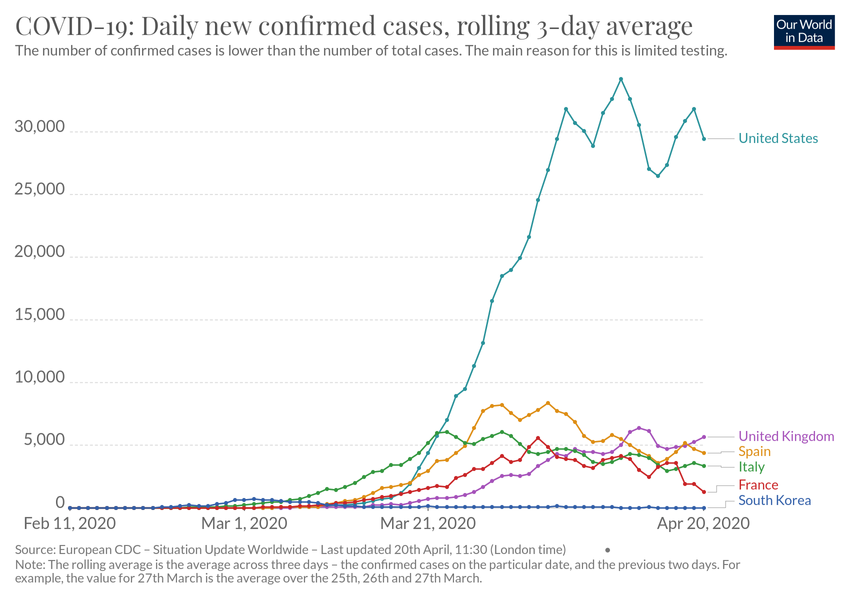 COVID-19: Daily new confirmed cases, rolling 3-day average
The number of confirmed cases is lower than the number of total cases. The main reason for this is limited testing.
Our World
in Data
30,000
25,000
20,000
15,000
10,000
5,000
0
United States
United Kingdom
Spain
Italy
France
South Korea
Feb 11, 2020
Mar 1, 2020
Mar 21, 2020
Apr 20, 2020
Source: European CDC – Situation Update Worldwide – Last updated 20th April, 11:30 (London time) •
Note: The rolling average is the average across three days – the confirmed cases on the particular date, and the previous two days. For
example, the value for 27th March is the average over the 25th, 26th and 27th March.